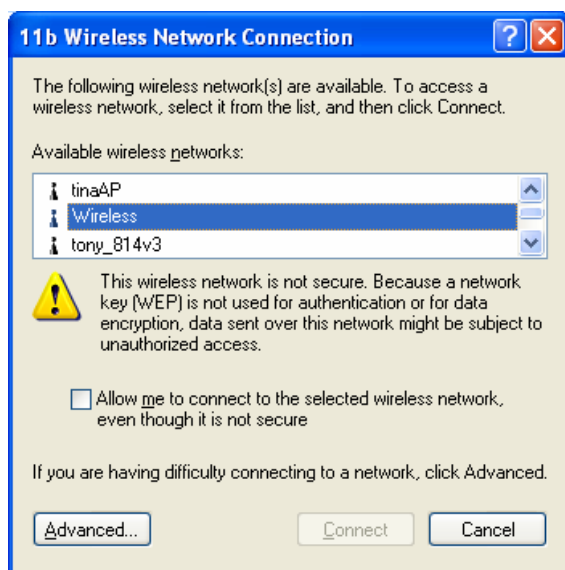 11b Wireless Network Connection
The following wireless network(s) are available. To access a
wireless network, select it from the list, and then click Connect.
Available wireless networks:
tinaAP
Wireless
tony_814v3
This wireless network is not secure. Because a network
key (WEP) is not used for authentication or for data
encryption, data sent over this network might be subject to
unauthorized access.
Allow me to connect to the selected wireless network,
even though it is not secure
If you are having difficulty connecting to a network, click Advanced.
Advanced... Connect Cancel